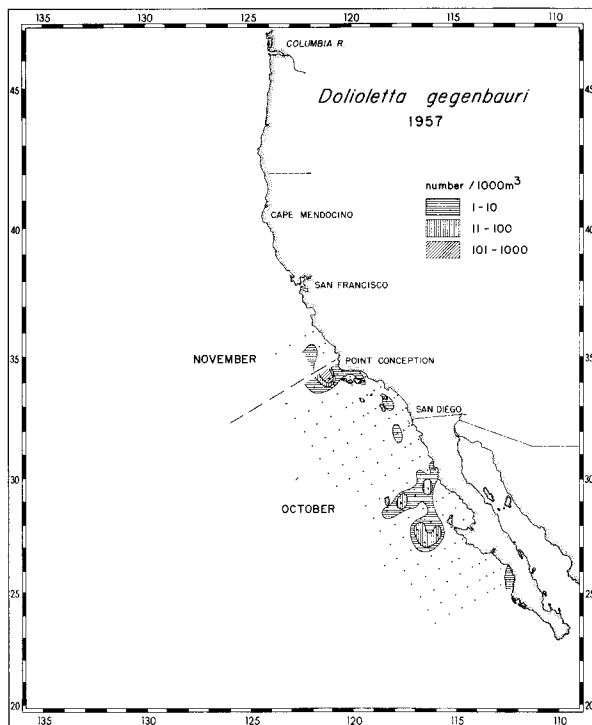 135 130 125 120 115 110
COLUMBIA R.
45
45
Dolioletta gegenbauri
1957
number / 1000m³
1 - 10
11 - 100
101 - 1000
CAPE MENDOCINO
40
40
SAN FRANCISCO
35
NOVEMBER
POINT CONCEPTION
35
SAN DIEGO
30
OCTOBER
30
25
25
20
20
135 130 125 120 115 110